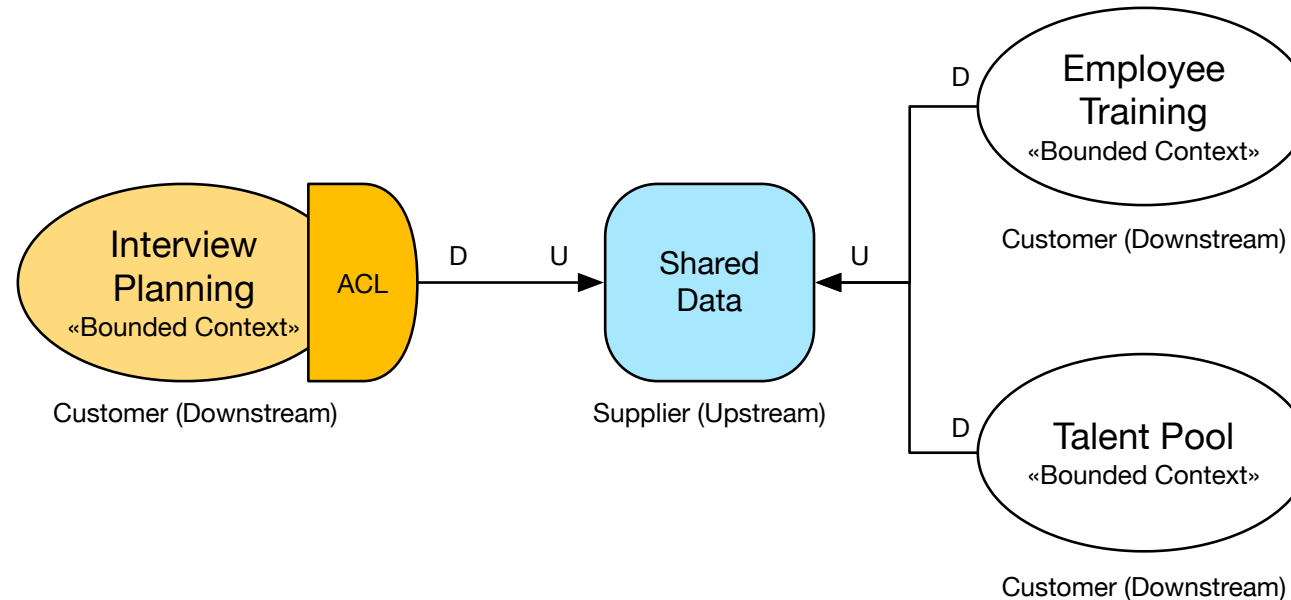 Interview
Planning
«Bounded Context»
ACL
Customer (Downstream)
D
U
Shared
Data
Supplier (Upstream)
U
D
Employee
Training
«Bounded Context»
Customer (Downstream)
D
Talent Pool
«Bounded Context»
Customer (Downstream)